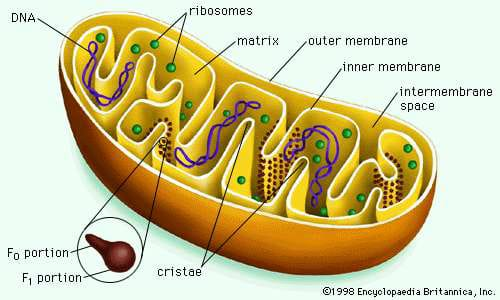 DNA
ribosomes
matrix
outer membrane
inner membrane
intermembrane
space
F0 portion
F1 portion
cristae
©1998 Encyclopaedia Britannica, Inc.